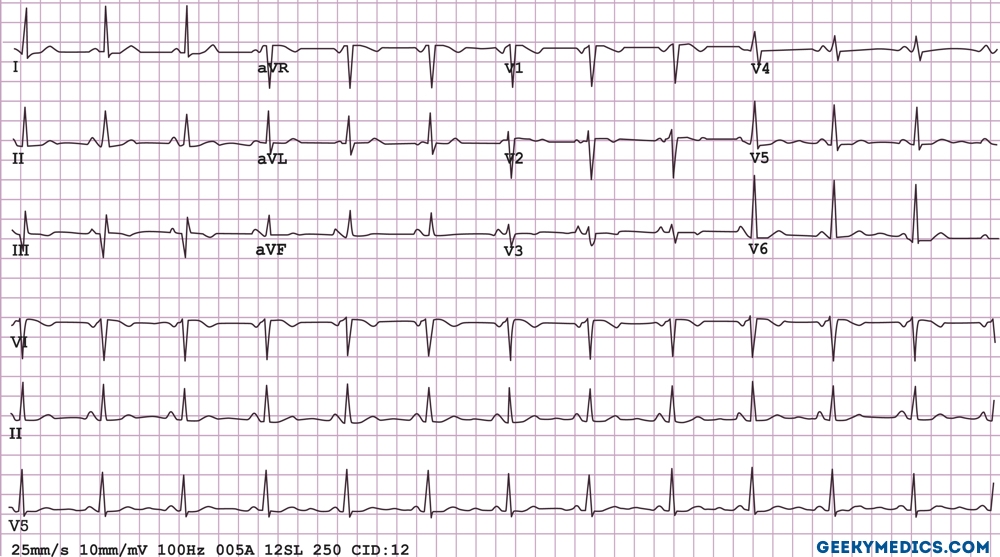 I aVR V1 V4
II aVL V2 V5
III aVF V3 V6
VI
II
V5
25mm/s 10mm/mV 100Hz 005A 12SL 250 CID:12
GEEKYMEDICS.COM